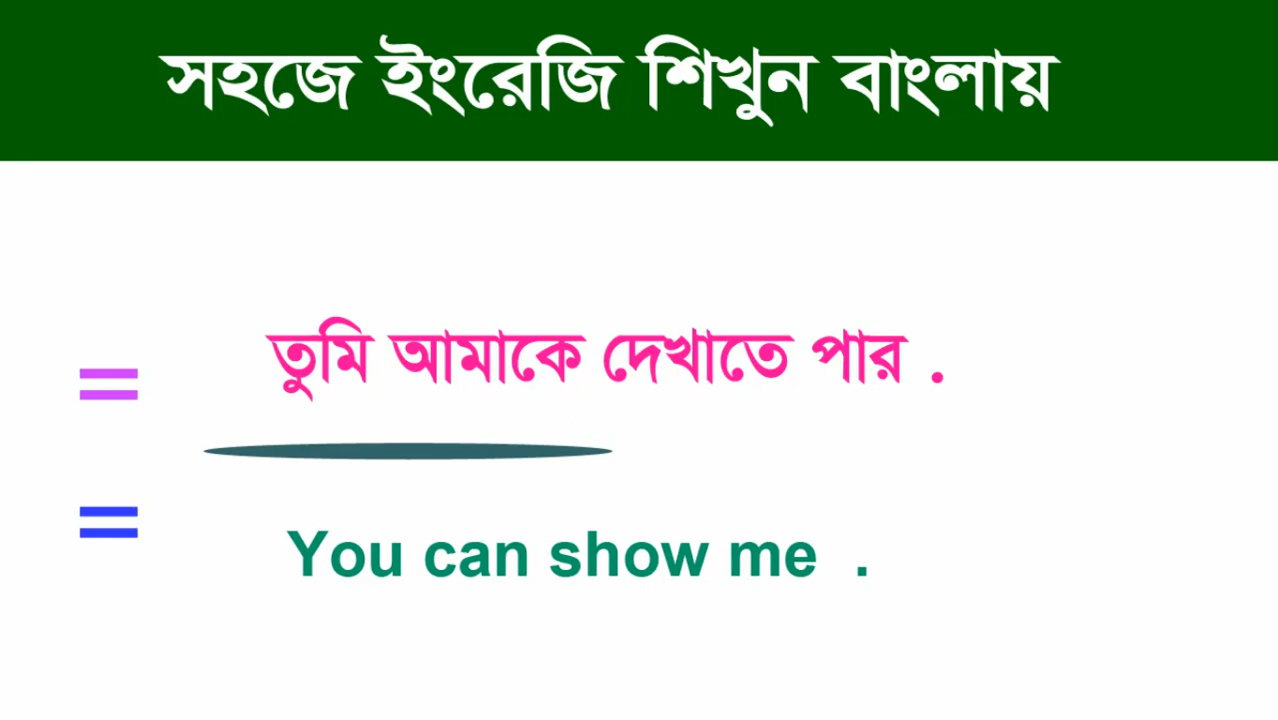 সহজে ইংরেজি শিখুন বাংলায়
= তুমি আমাকে দেখাতে পার .
= You can show me .